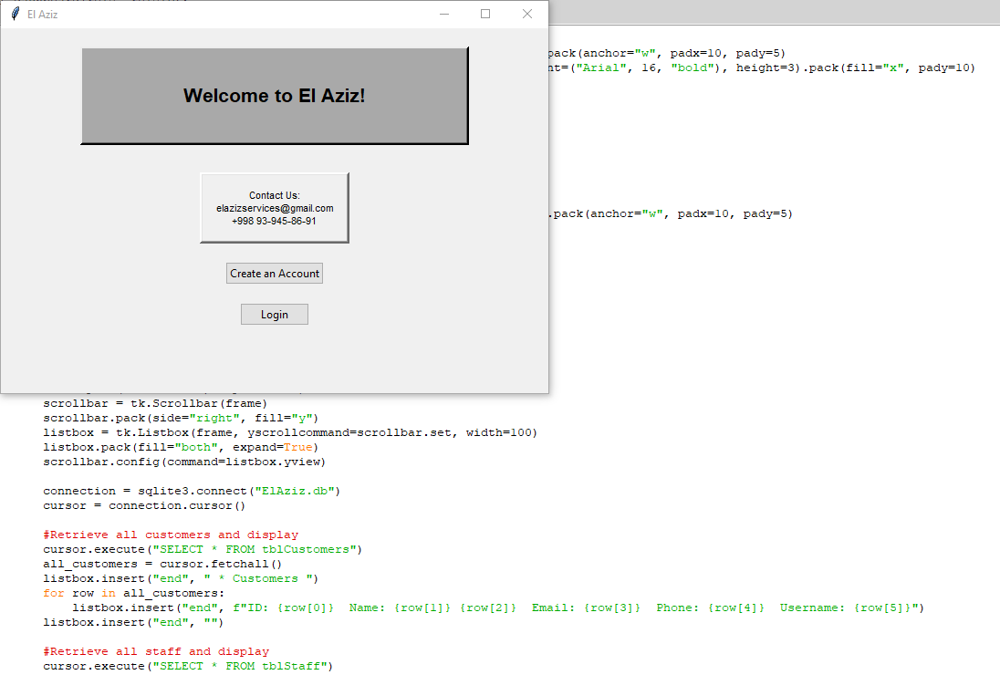 El Aziz
Welcome to El Aziz!
Contact Us:
elazizservices@gmail.com
+998 93-945-86-91
Create an Account
Login
pack(anchor="w", padx=10, pady=5)
nt=("Arial", 16, "bold"), height=3).pack(fill="x", pady=10)
.pack(anchor="w", padx=10, pady=5)
scrollbar = tk.Scrollbar(frame)
scrollbar.pack(side="right", fill="y")
listbox = tk.Listbox(frame, yscrollcommand=scrollbar.set, width=100)
listbox.pack(fill="both", expand=True)
scrollbar.config(command=listbox.yview)
connection = sqlite3.connect("ElAziz.db")
cursor = connection.cursor()
#Retrieve all customers and display
cursor.execute("SELECT * FROM tblCustomers")
all_customers = cursor.fetchall()
listbox.insert("end", " * Customers ")
for row in all_customers:
listbox.insert("end", f"ID: {row[0]}  Name: {row[1]} {row[2]}  Email: {row[3]}  Phone: {row[4]}  Username: {row[5]}")
listbox.insert("end", "")
#Retrieve all staff and display
cursor.execute("SELECT * FROM tblStaff")